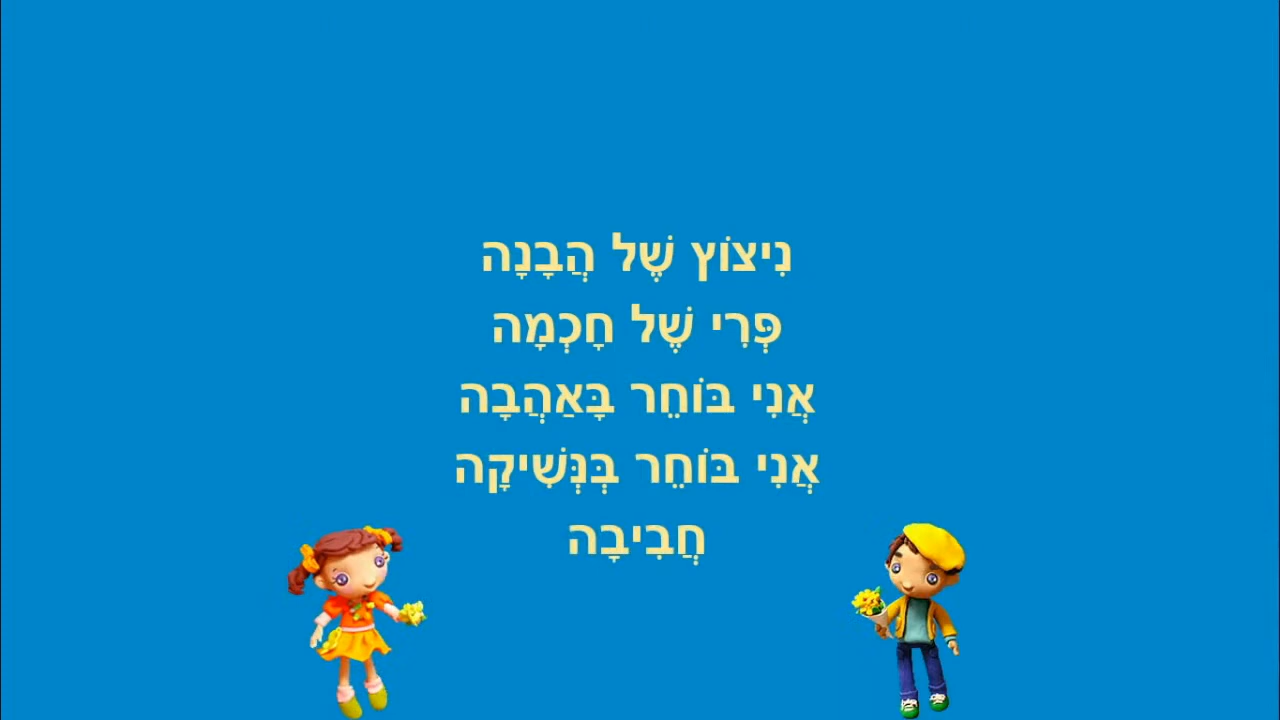 נִיצוֹץ שֶׁל הֲבָנָה
פְּרִי שֶׁל חָכְמָה
אֲנִי בּוֹחֵר בָּאַהֲבָה
אֲנִי בּוֹחֵר בְּנְּשִׁיקָה
חֲבִיבָה